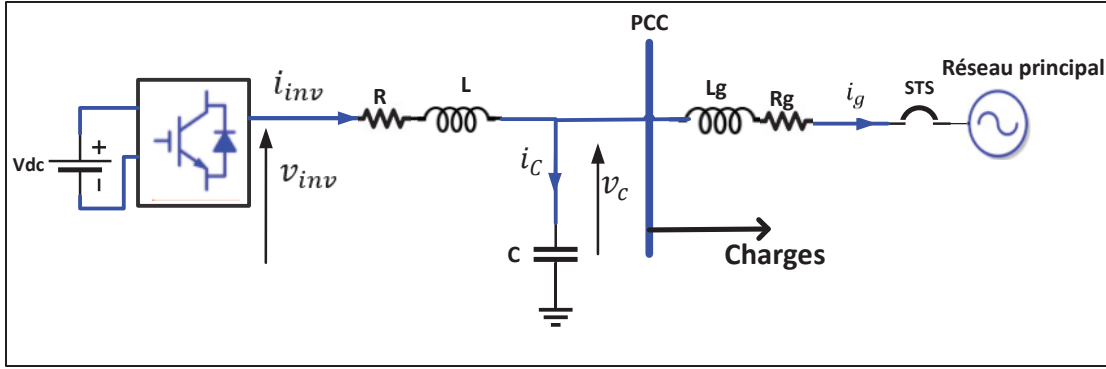 PCC
Réseau principal
i_inv
R
L
Lg
Rg
i_g
STS
Vdc
+
−
v_inv
i_C
v_c
C
Charges